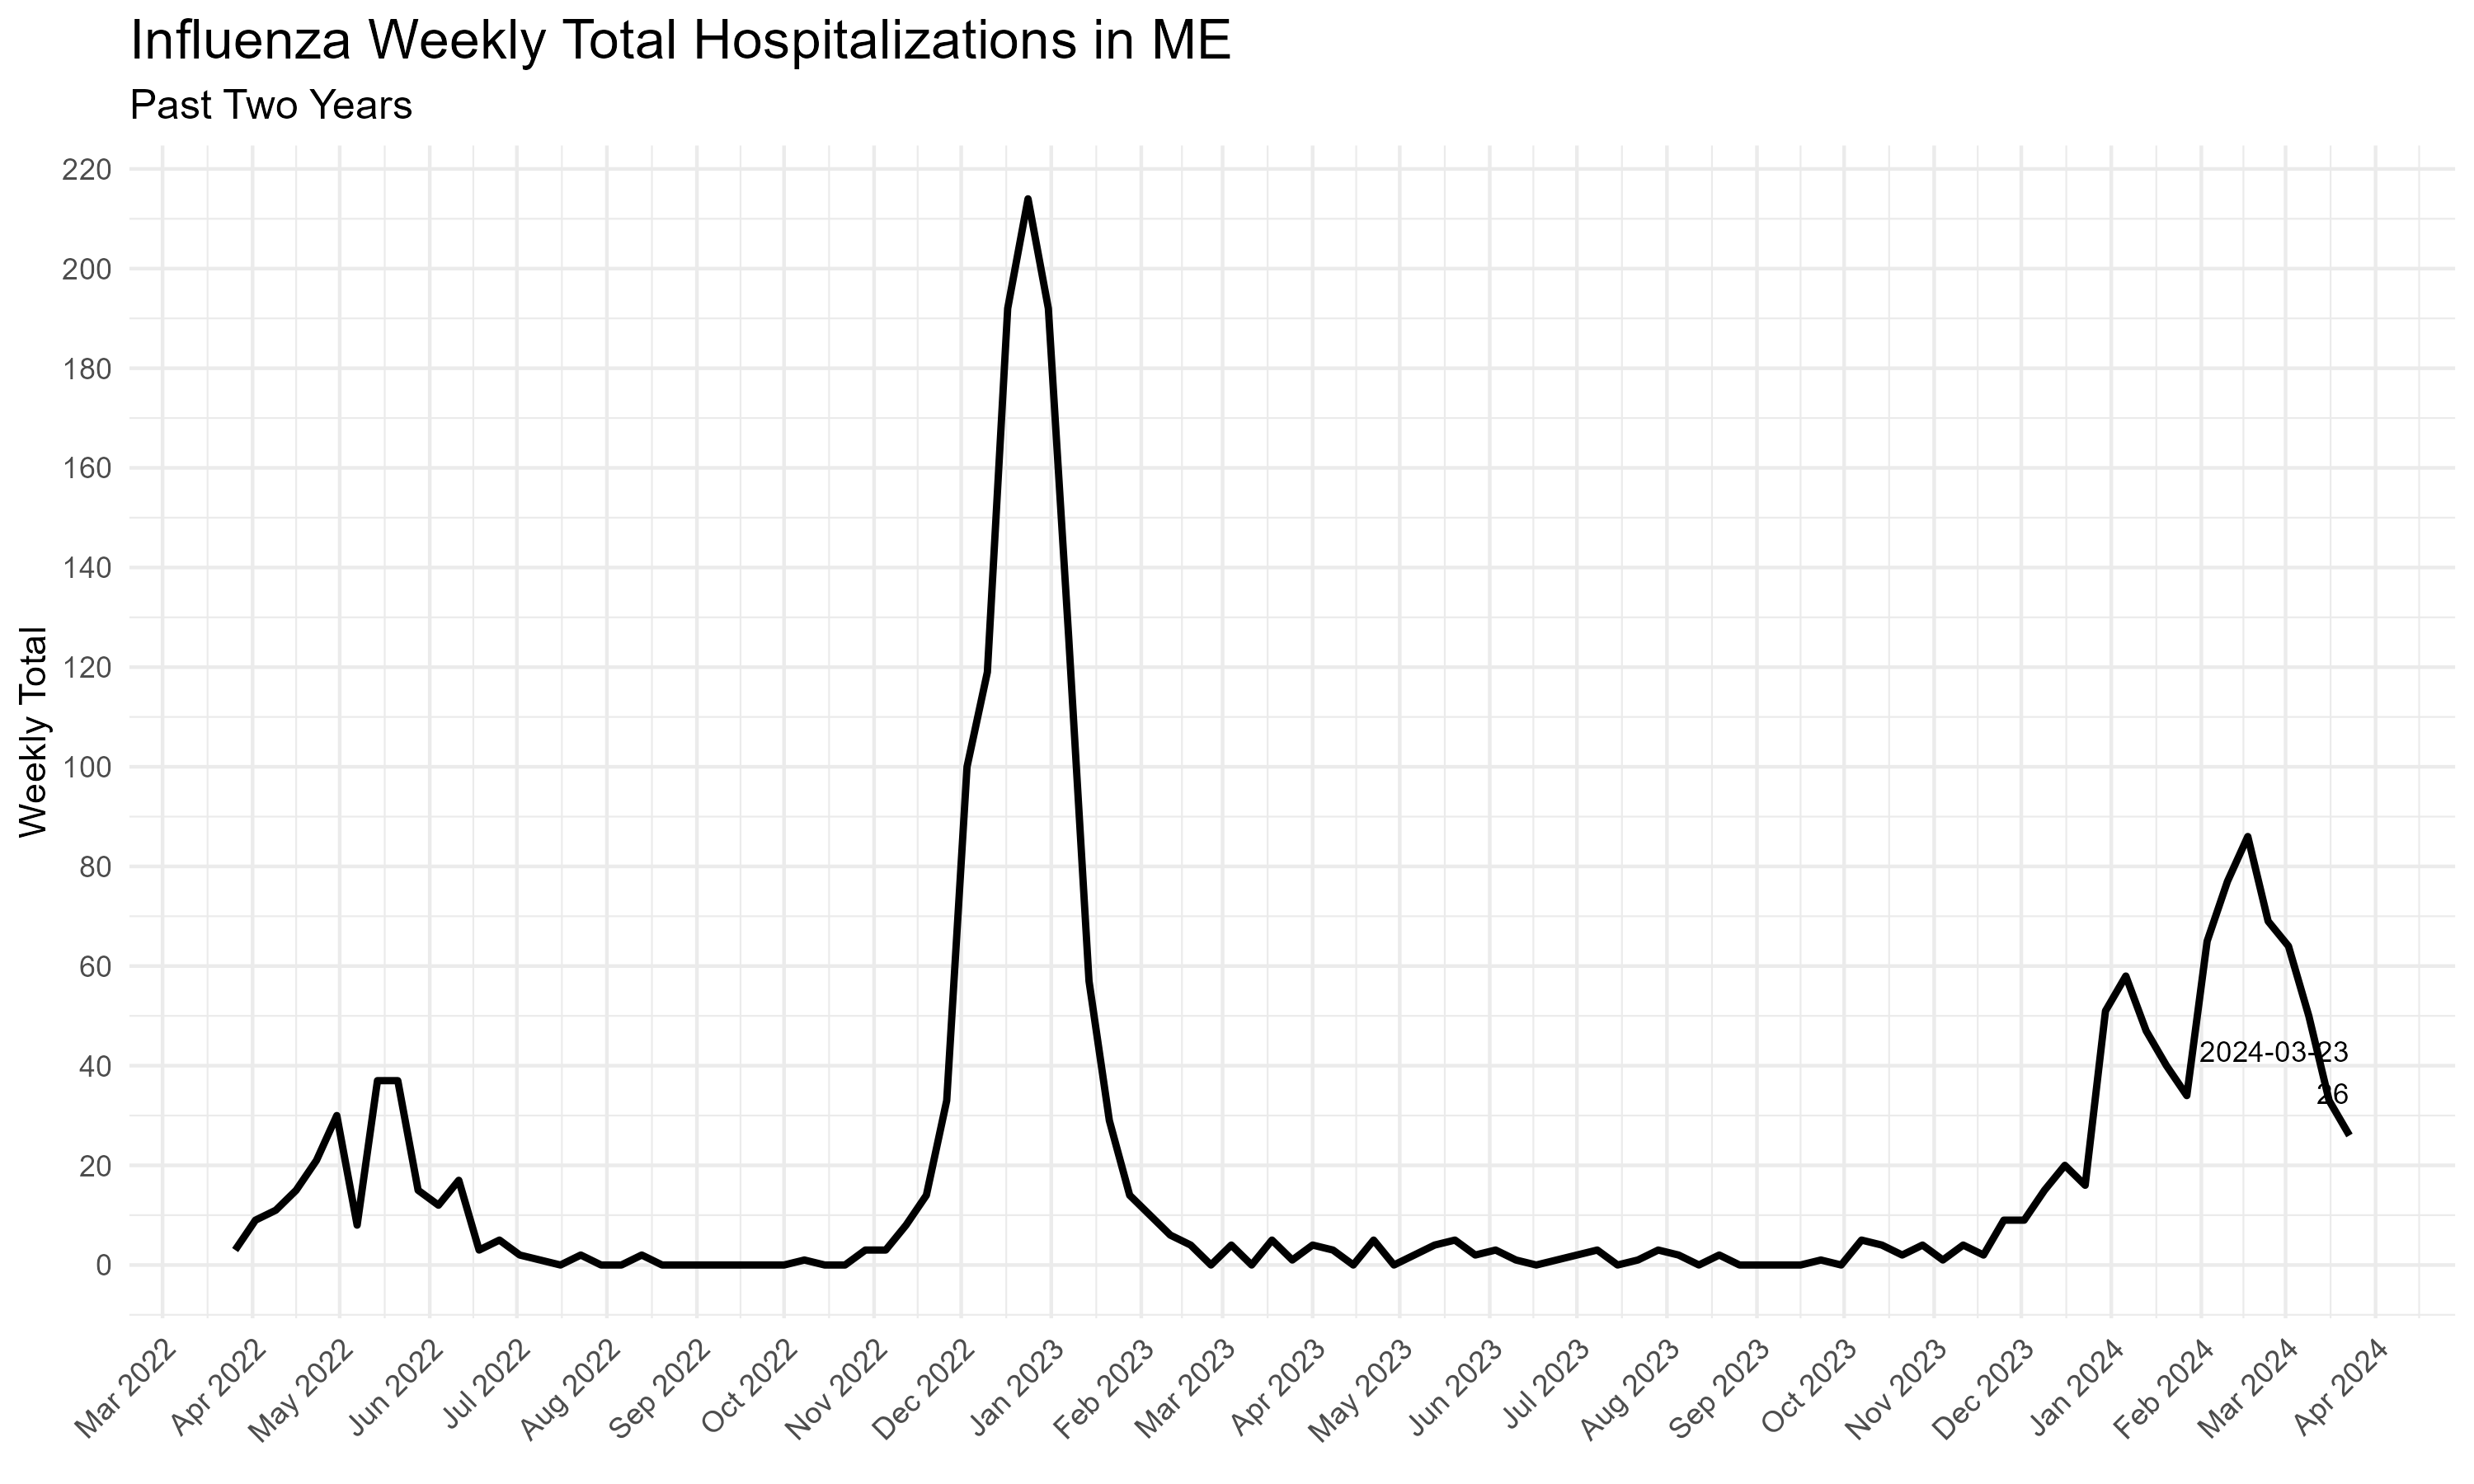 Influenza Weekly Total Hospitalizations in ME
Past Two Years
Weekly Total
220
200
180
160
140
120
100
80
60
40
20
0
2024-03-23
26
Mar 2022
Apr 2022
May 2022
Jun 2022
Jul 2022
Aug 2022
Sep 2022
Oct 2022
Nov 2022
Dec 2022
Jan 2023
Feb 2023
Mar 2023
Apr 2023
May 2023
Jun 2023
Jul 2023
Aug 2023
Sep 2023
Oct 2023
Nov 2023
Dec 2023
Jan 2024
Feb 2024
Mar 2024
Apr 2024